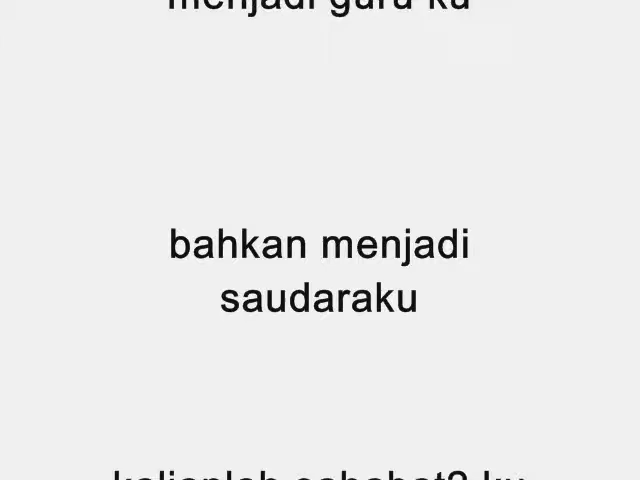 menjadi guru ku
bahkan menjadi
saudaraku
kalianlah sahabat2 ku